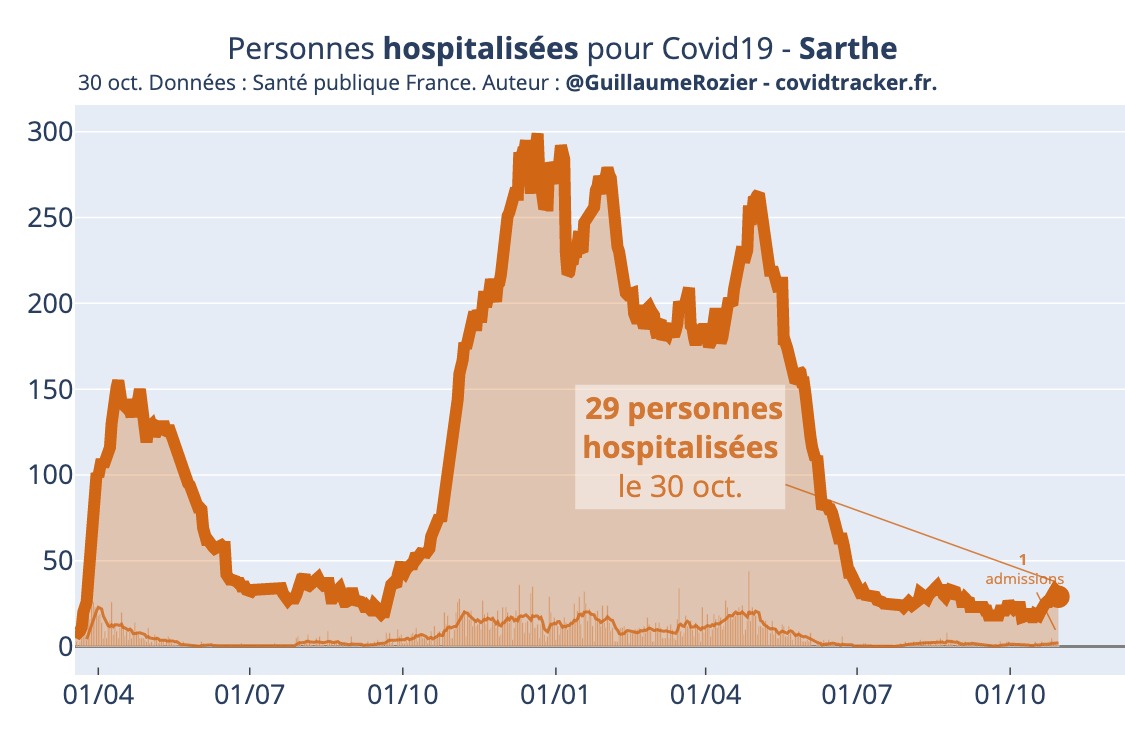 Personnes hospitalisées pour Covid19 - Sarthe
30 oct. Données : Santé publique France. Auteur : @GuillaumeRozier - covidtracker.fr.
300
250
200
150
100
50
0
29 personnes
hospitalisées
le 30 oct.
1
admissions
01/04
01/07
01/10
01/01
01/04
01/07
01/10